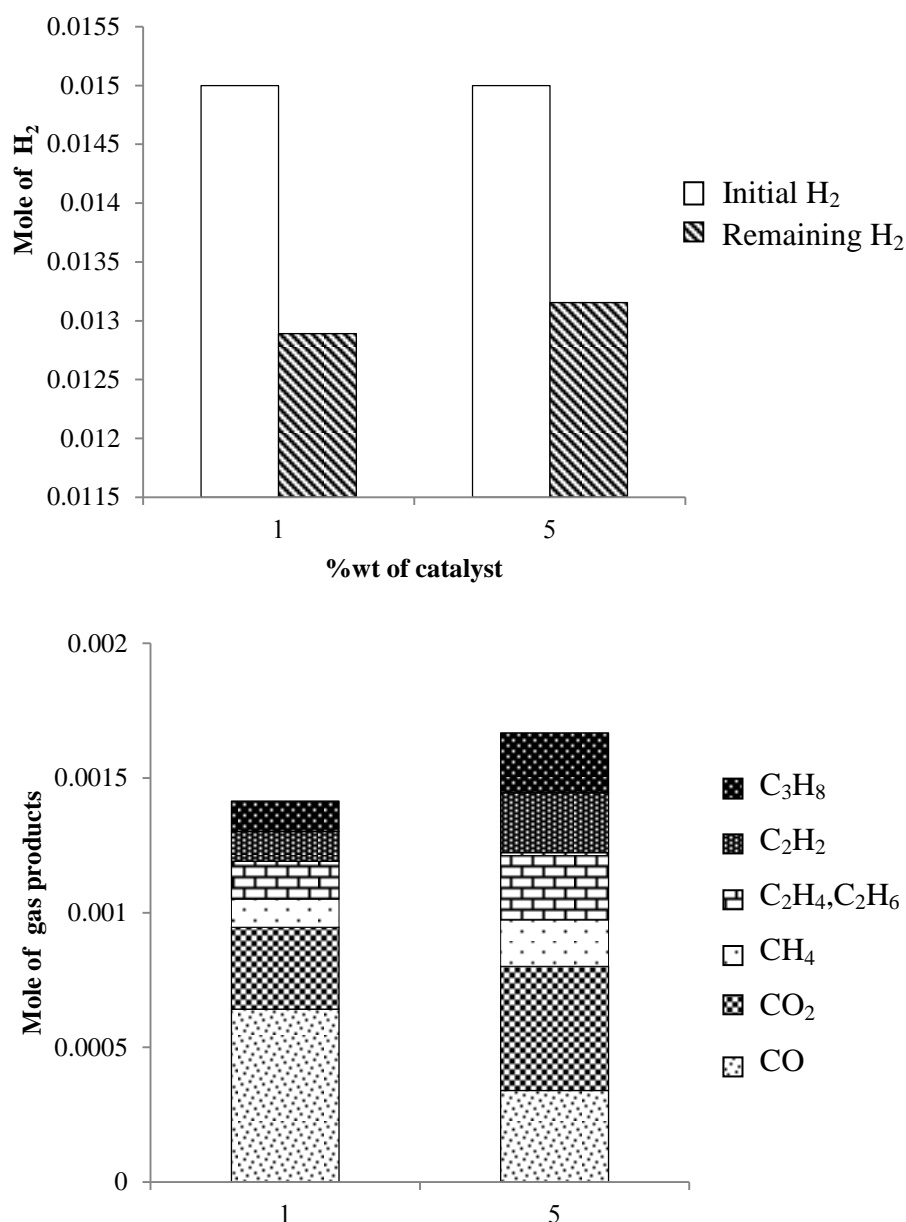 0.0155
0.015
0.0145
0.014
0.0135
0.013
0.0125
0.012
0.0115
Mole of H₂
1 5
%wt of catalyst
Initial H₂
Remaining H₂
0.002
0.0015
0.001
0.0005
0
Mole of gas products
1 5
C₃H₈
C₂H₂
C₂H₄,C₂H₆
CH₄
CO₂
CO